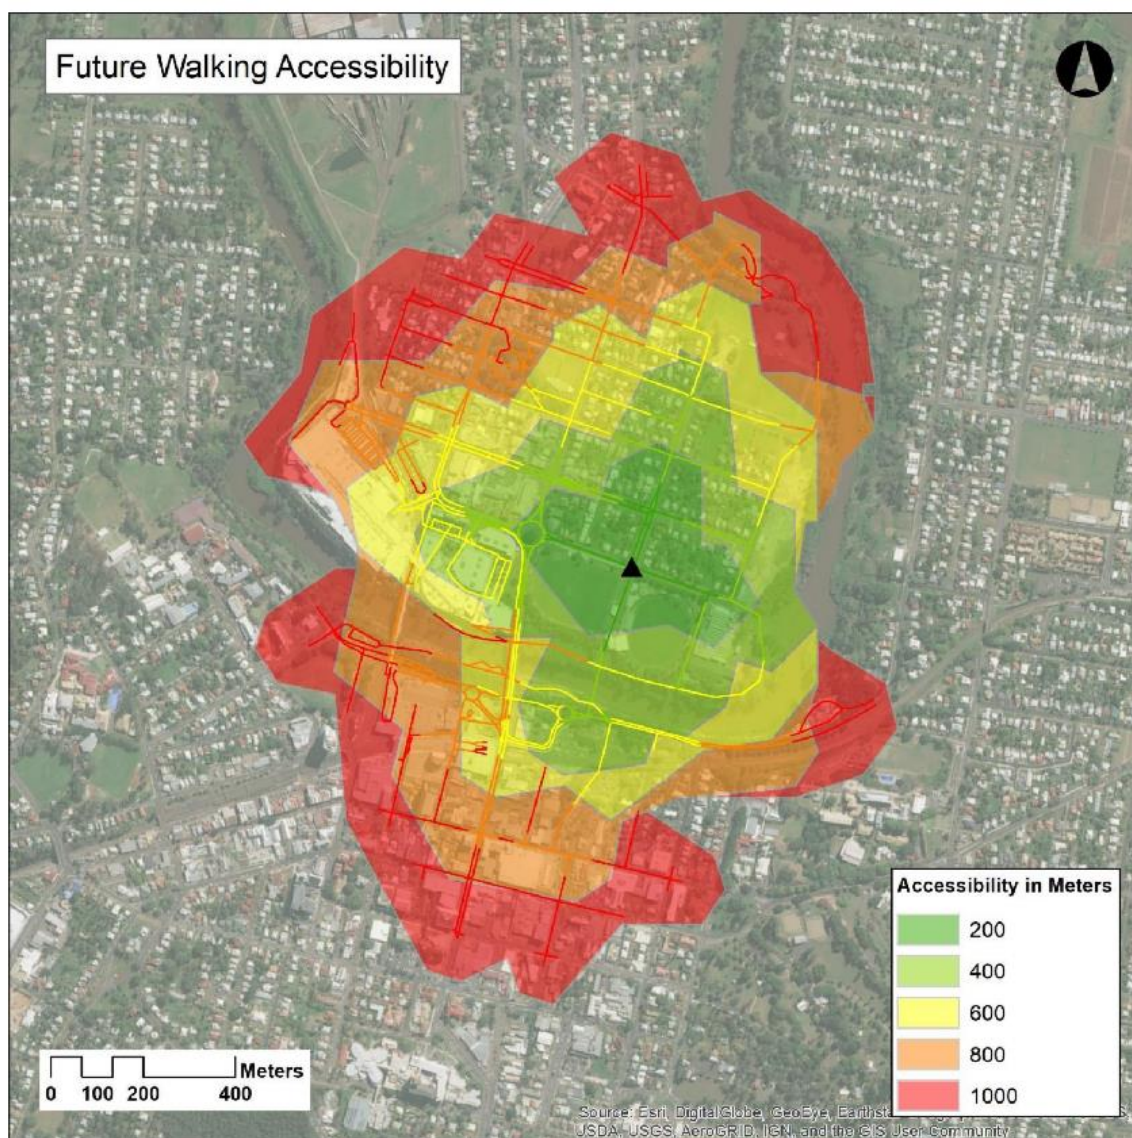 Future Walking Accessibility
Accessibility in Meters
200
400
600
800
1000
Meters
0 100 200 400
Source: Esri, DigitalGlobe, GeoEye,
USDA, USGS, AeroGRID, IGN, and the GIS User Community